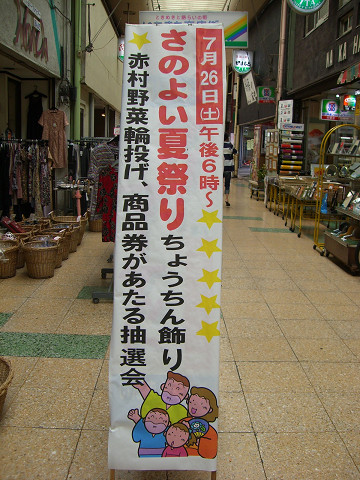 7月26日(土)午後6時〜
さのよい夏祭り
ちょうちん飾り
赤村野菜輪投げ、商品券があたる抽選会